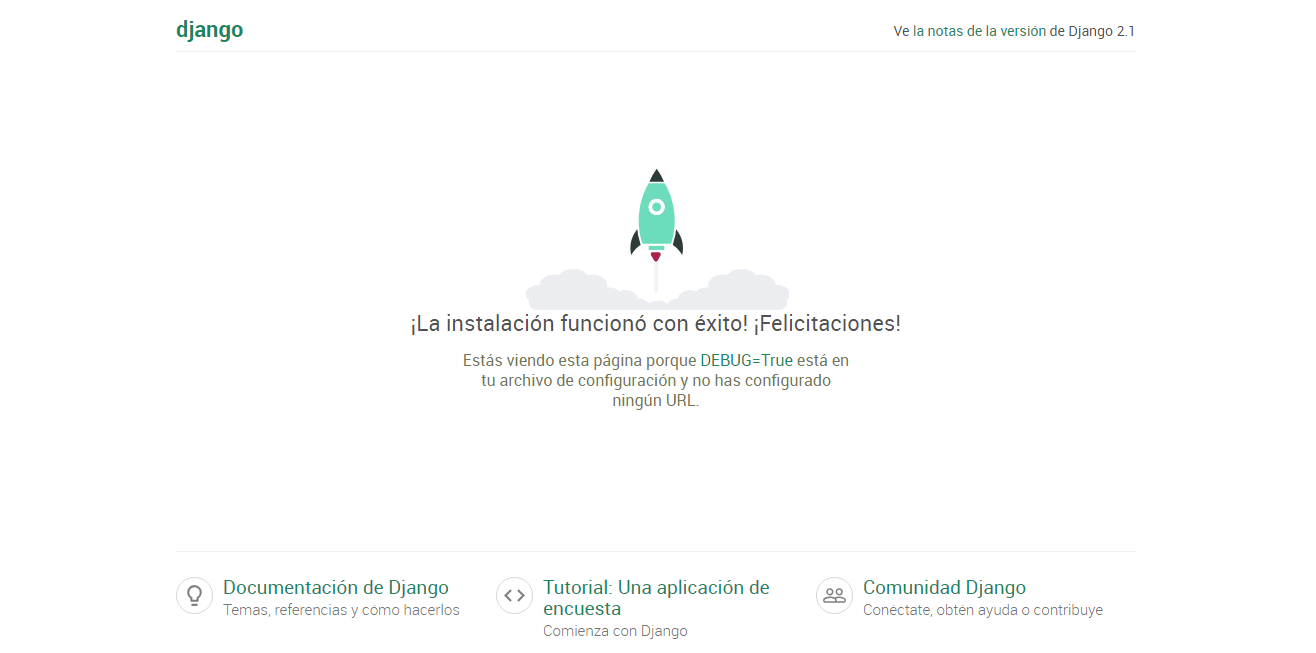 django
Ve la notas de la versión de Django 2.1
¡La instalación funcionó con éxito! ¡Felicitaciones!
Estás viendo esta página porque DEBUG=True está en
tu archivo de configuración y no has configurado
ningún URL.
Documentación de Django
Temas, referencias y como hacerlos
Tutorial: Una aplicación de
encuesta
Comienza con Django
Comunidad Django
Conéctate, obtén ayuda o contribuye